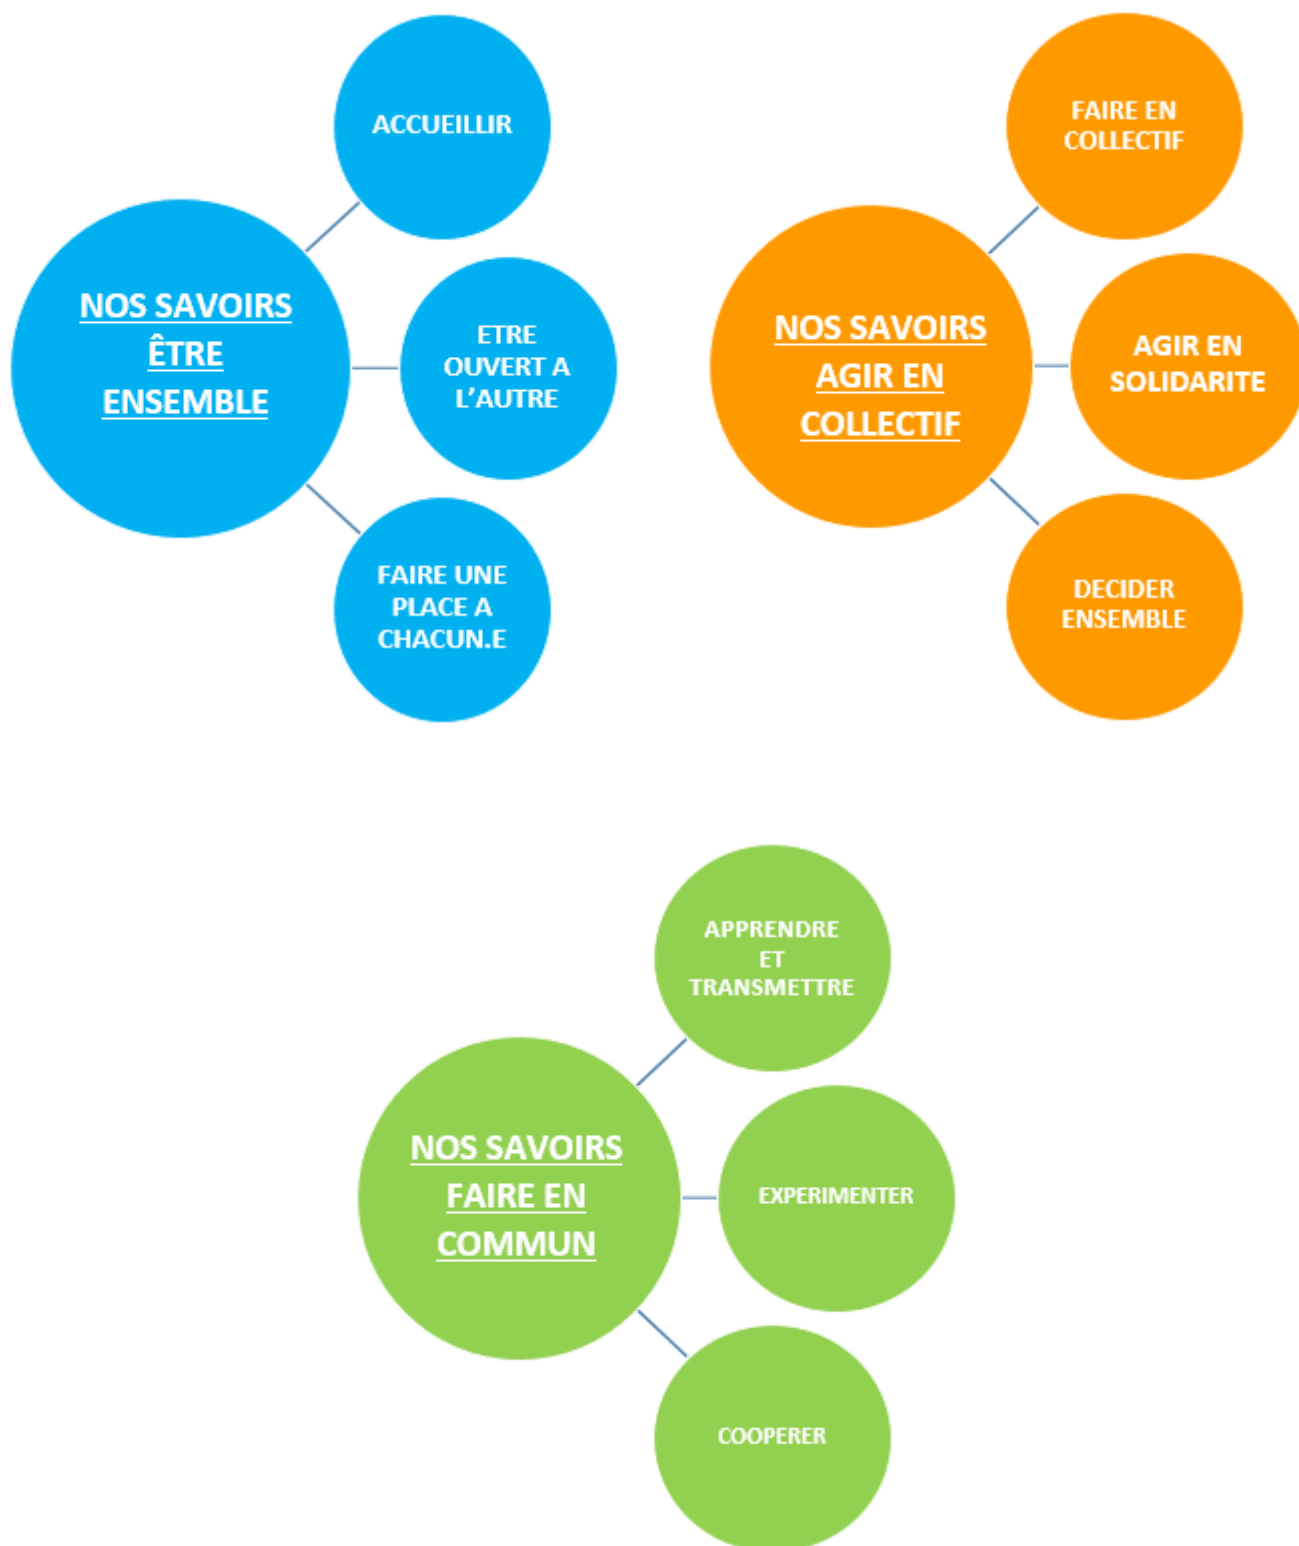 ACCUEILLIR
NOS SAVOIRS
ÊTRE
ENSEMBLE
ETRE
OUVERT A
L’AUTRE
FAIRE UNE
PLACE A
CHACUN.E
FAIRE EN
COLLECTIF
NOS SAVOIRS
AGIR EN
COLLECTIF
AGIR EN
SOLIDARITE
DECIDER
ENSEMBLE
APPRENDRE
ET
TRANSMETTRE
NOS SAVOIRS
FAIRE EN
COMMUN
EXPERIMENTER
COOPERER